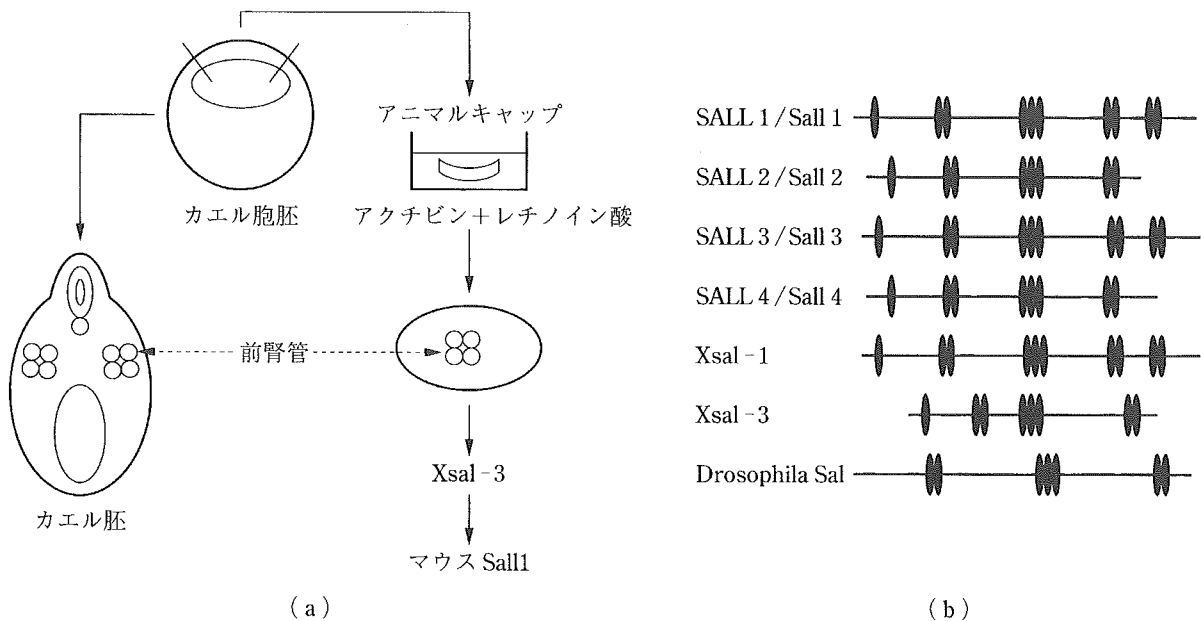 アニマルキャップ
カエル胞胚
アクチビン+レチノイン酸
前腎管
Xsal-3
カエル胚
マウス Sall1
(a)
SALL 1/Sall 1
SALL 2/Sall 2
SALL 3/Sall 3
SALL 4/Sall 4
Xsal-1
Xsal-3
Drosophila Sal
(b)